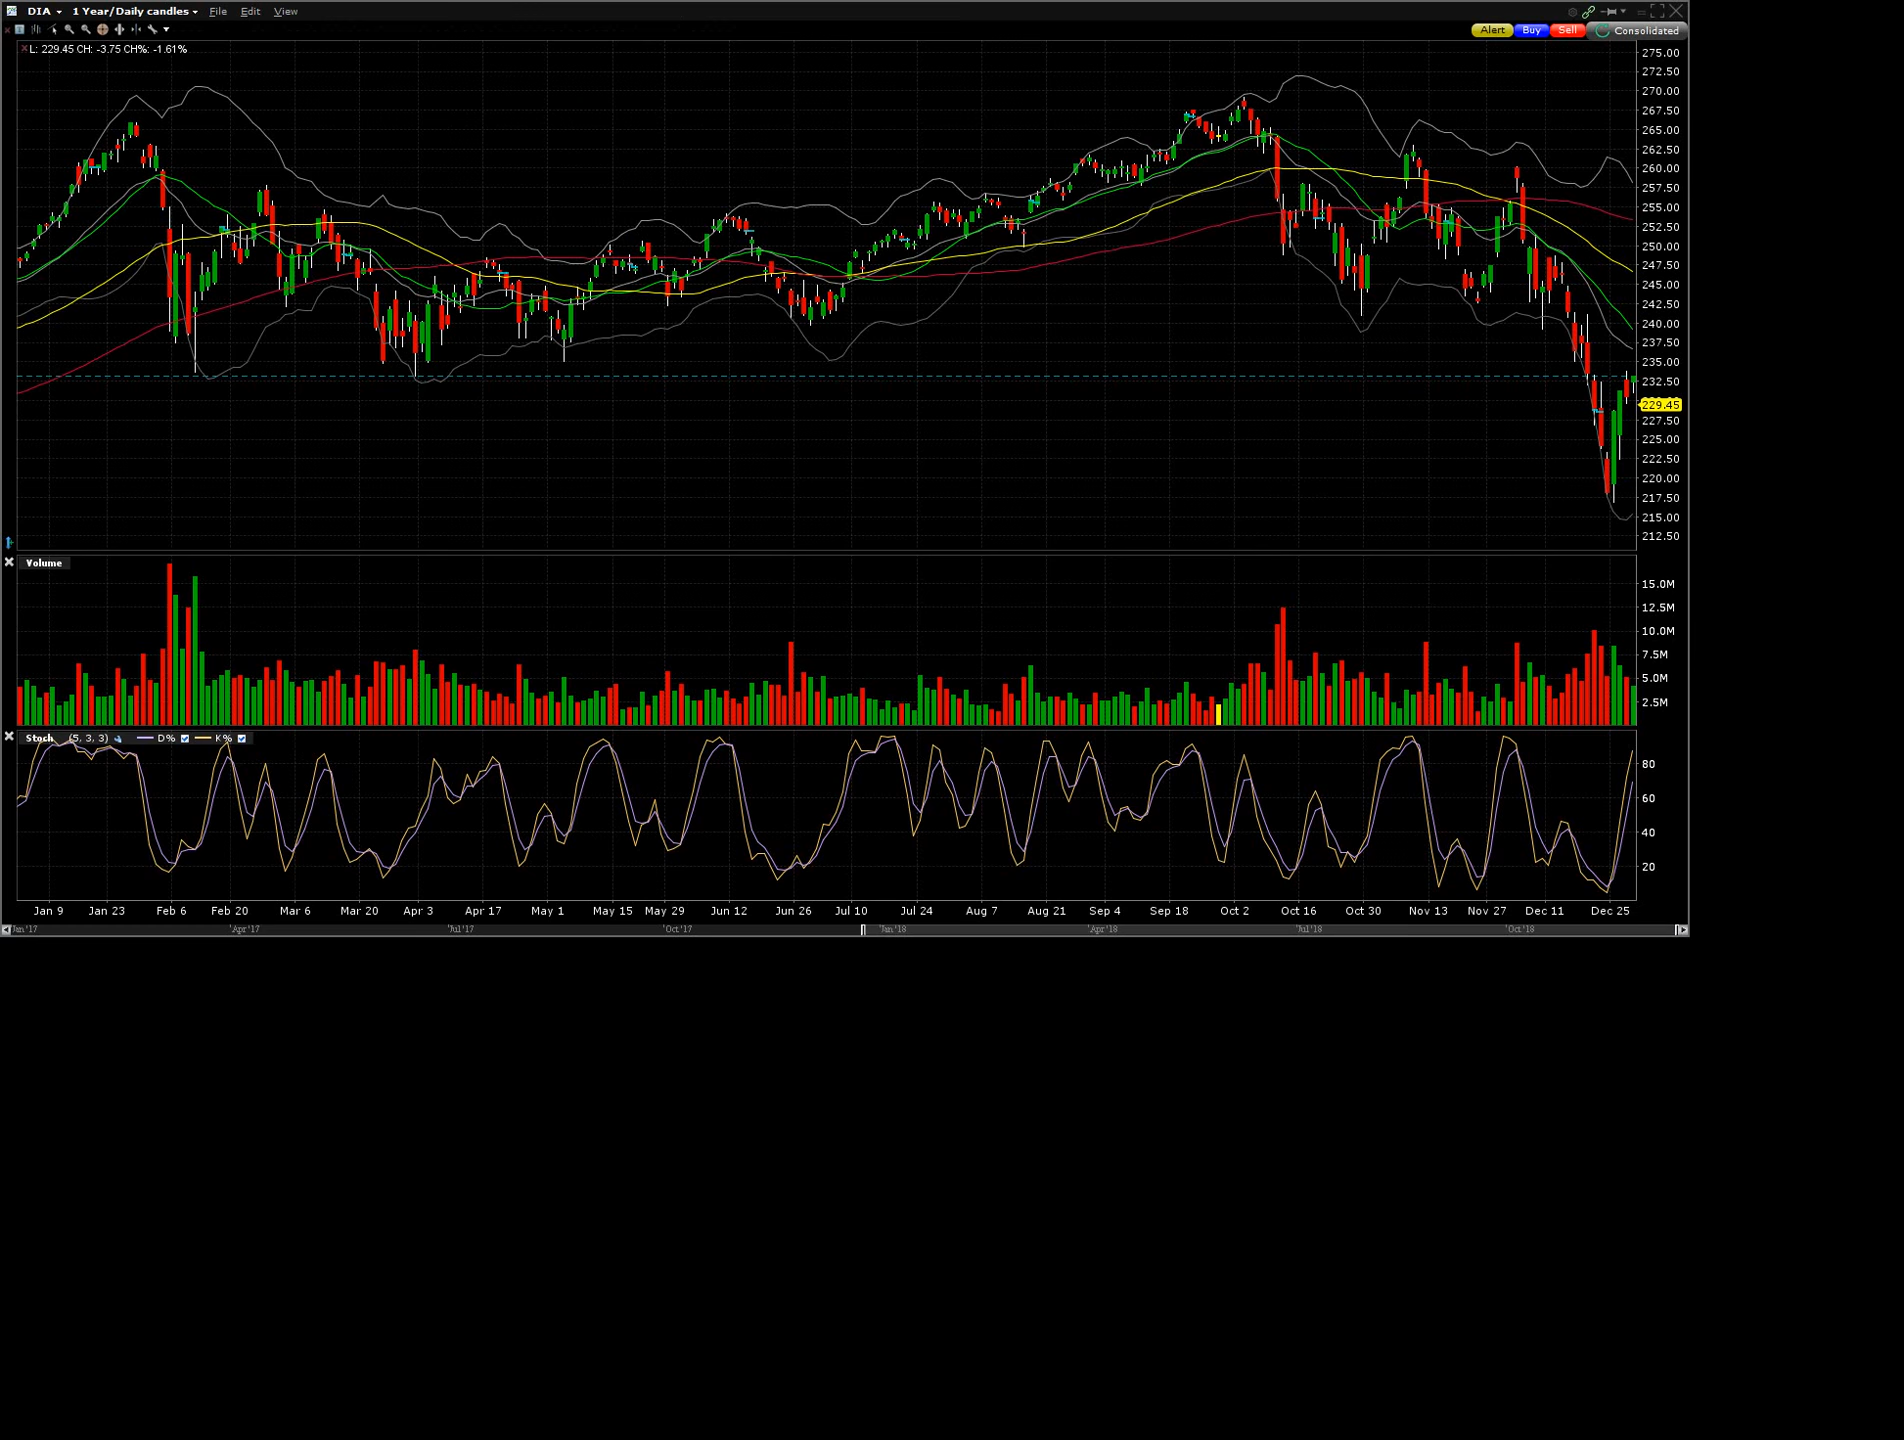 DIA 1 Year/Daily candles File Edit View
Alert Buy Sell Consolidated
L: 229.45 CH: -3.75 CH%: -1.61%
275.00
272.50
270.00
267.50
265.00
262.50
260.00
257.50
255.00
252.50
250.00
247.50
245.00
242.50
240.00
237.50
235.00
232.50
229.45
227.50
225.00
222.50
220.00
217.50
215.00
212.50
Volume
15.0M
12.5M
10.0M
7.5M
5.0M
2.5M
Stoch (5, 3, 3) D% K%
80
60
40
20
Jan 9 Jan 23 Feb 6 Feb 20 Mar 6 Mar 20 Apr 3 Apr 17 May 1 May 15 May 29 Jun 12 Jun 26 Jul 10 Jul 24 Aug 7 Aug 21 Sep 4 Sep 18 Oct 2 Oct 16 Oct 30 Nov 13 Nov 27 Dec 11 Dec 25
Jan '17 Apr '17 Jul '17 Oct '17 Jan '18 Apr '18 Jul '18 Oct '18